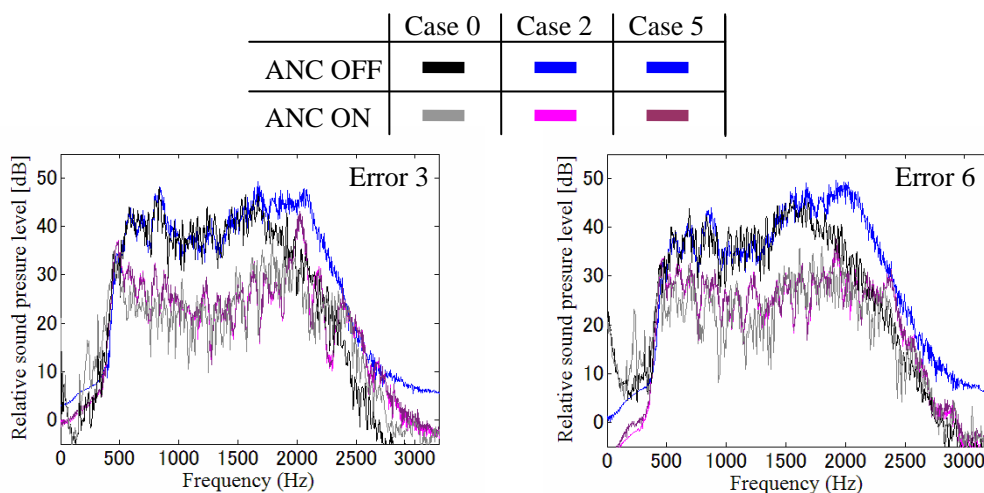 Case 0 Case 2 Case 5
ANC OFF
ANC ON
Error 3
Relative sound presure level [dB]
50
40
30
20
10
0
0 500 1000 1500 2000 2500 3000
Frequency (Hz)
Error 6
Relative sound presure level [dB]
50
40
30
20
10
0
0 500 1000 1500 2000 2500 3000
Frequency (Hz)